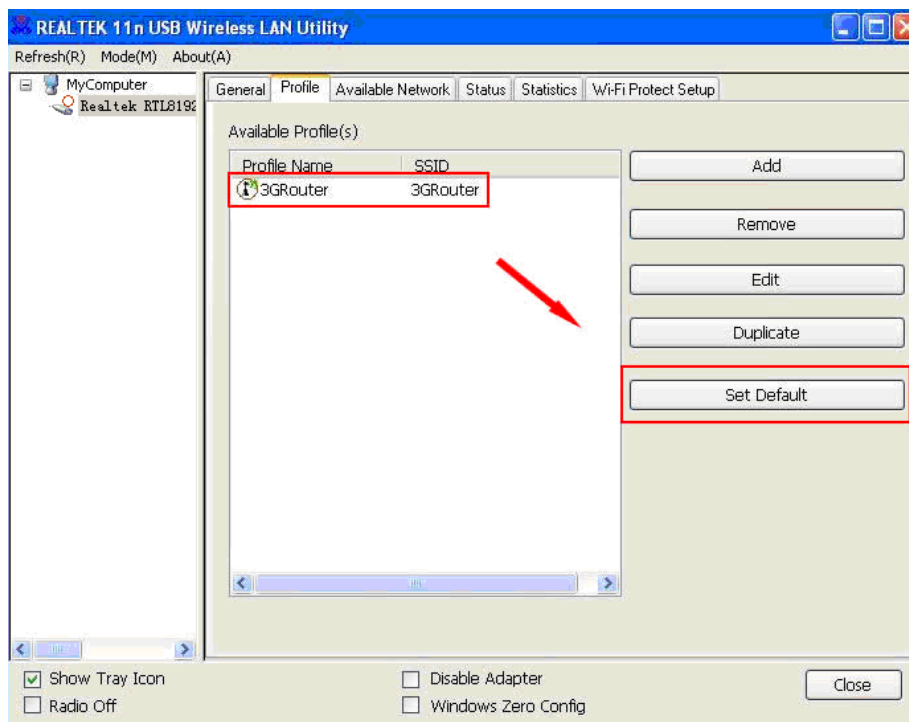 REALTEK 11n USB Wireless LAN Utility
Refresh(R) Mode(M) About(A)
MyComputer
Realtek RTL8192
General Profile Available Network Status Statistics Wi-Fi Protect Setup
Available Profile(s)
Profile Name SSID
3GRouter 3GRouter
Add
Remove
Edit
Duplicate
Set Default
Show Tray Icon
Radio Off
Disable Adapter
Windows Zero Config
Close